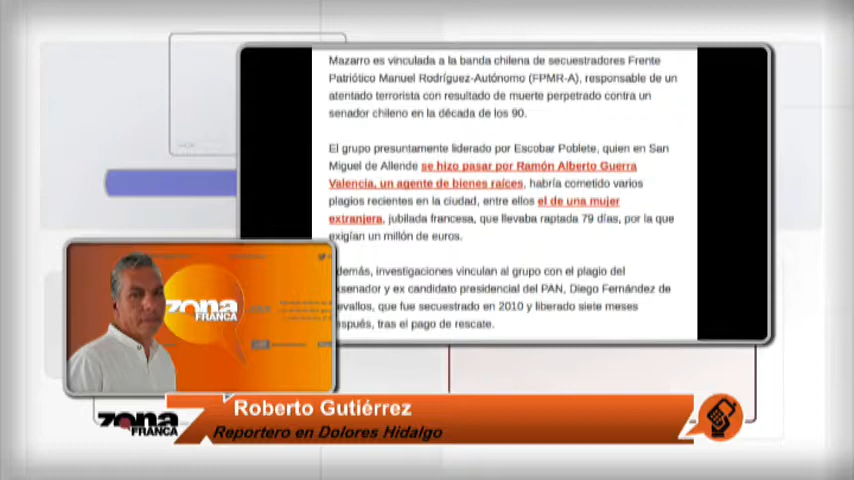 Mazarro es vinculada a la banda chilena de secuestradores Frente
Patriótico Manuel Rodríguez-Autónomo (FPMR-A), responsable de un
atentado terrorista con resultado de muerte perpetrado contra un
senador chileno en la década de los 90.
El grupo presuntamente liderado por Escobar Poblete, quien en San
Miguel de Allende se hizo pasar por Ramón Alberto Guerra
Valencia, un agente de bienes raíces, habría cometido varios
plagios recientes en la ciudad, entre ellos el de una mujer
extranjera, jubilada francesa, que llevaba raptada 79 días, por la que
exigían un millón de euros.
demás, investigaciones vinculan al grupo con el plagio del
xsenador y ex candidato presidencial del PAN, Diego Fernández de
evallos, que fue secuestrado en 2010 y liberado siete meses
spués, tras el pago de rescate.
zona
FRANCA
Roberto Gutiérrez
zona
FRANCA
Reportero en Dolores Hidalgo